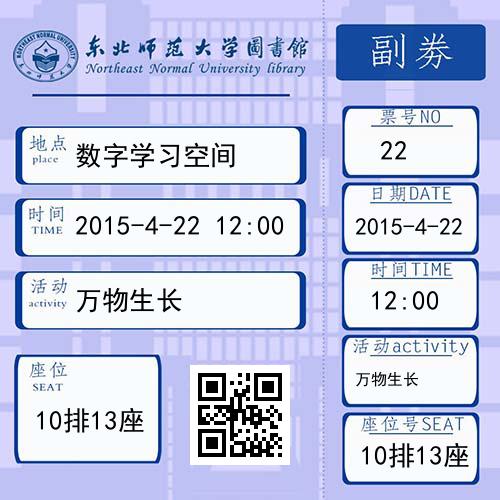 东北师范大学圖書館
Northeast Normal University library
地点
place
数字学习空间
时间
TIME
2015-4-22 12:00
活动
activity
万物生长
座位
SEAT
10排13座
副券
票号NO
22
日期DATE
2015-4-22
时间TIME
12:00
活动activity
万物生长
座位号SEAT
10排13座